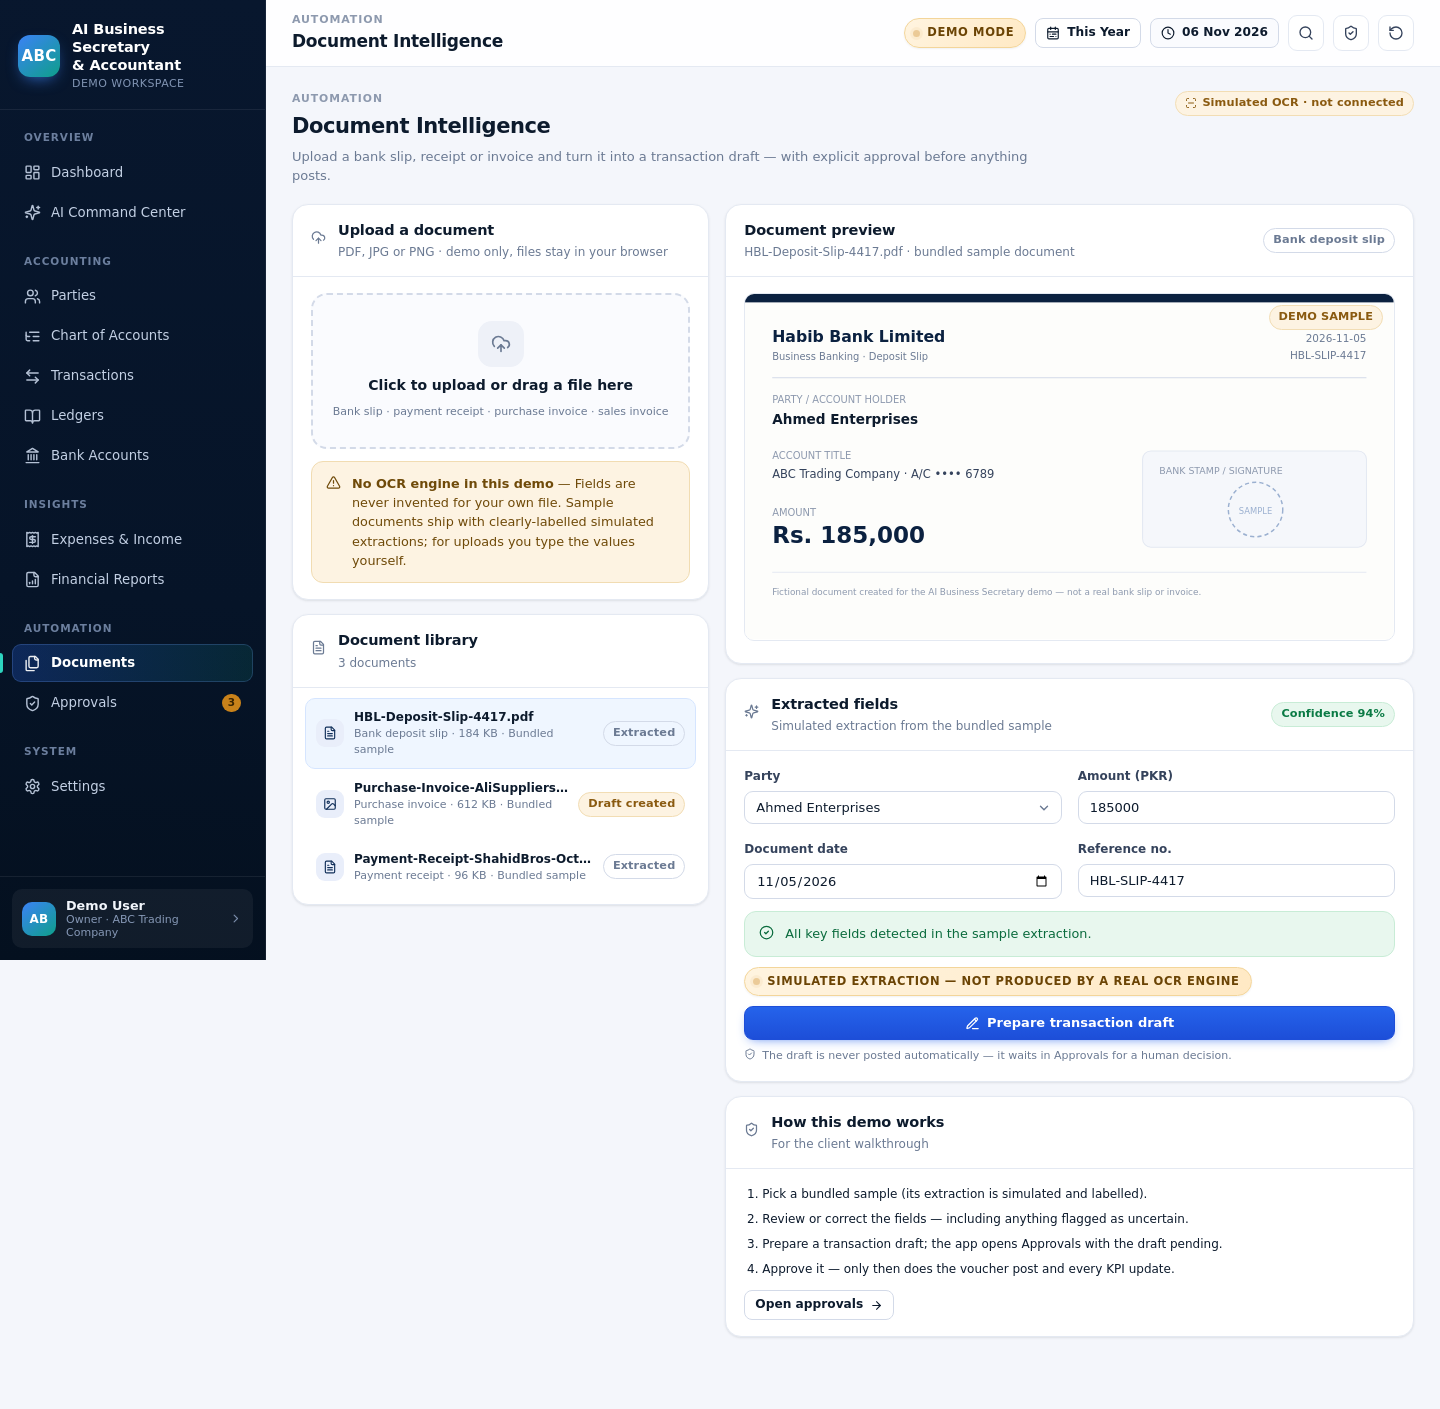 ABC
AI Business
Secretary
& Accountant
DEMO WORKSPACE
OVERVIEW
Dashboard
AI Command Center
ACCOUNTING
Parties
Chart of Accounts
Transactions
Ledgers
Bank Accounts
INSIGHTS
Expenses & Income
Financial Reports
AUTOMATION
Documents
Approvals
3
SYSTEM
Settings
AB
Demo User
Owner · ABC Trading
Company
AUTOMATION
Document Intelligence
DEMO MODE
This Year
06 Nov 2026
AUTOMATION
Document Intelligence
Upload a bank slip, receipt or invoice and turn it into a transaction draft — with explicit approval before anything
posts.
Simulated OCR · not connected
Upload a document
PDF, JPG or PNG · demo only, files stay in your browser
Click to upload or drag a file here
Bank slip · payment receipt · purchase invoice · sales invoice
No OCR engine in this demo — Fields are
never invented for your own file. Sample
documents ship with clearly-labelled simulated
extractions; for uploads you type the values
yourself.
Document library
3 documents
HBL-Deposit-Slip-4417.pdf
Bank deposit slip · 184 KB · Bundled
sample
Extracted
Purchase-Invoice-AliSuppliers...
Purchase invoice · 612 KB · Bundled
sample
Draft created
Payment-Receipt-ShahidBros-Oct...
Payment receipt · 96 KB · Bundled sample
Extracted
Document preview
HBL-Deposit-Slip-4417.pdf · bundled sample document
Bank deposit slip
DEMO SAMPLE
Habib Bank Limited
Business Banking · Deposit Slip
2026-11-05
HBL-SLIP-4417
PARTY / ACCOUNT HOLDER
Ahmed Enterprises
ACCOUNT TITLE
ABC Trading Company · A/C •••• 6789
AMOUNT
Rs. 185,000
BANK STAMP / SIGNATURE
SAMPLE
Fictional document created for the AI Business Secretary demo — not a real bank slip or invoice.
Extracted fields
Simulated extraction from the bundled sample
Confidence 94%
Party
Ahmed Enterprises
Amount (PKR)
185000
Document date
11/05/2026
Reference no.
HBL-SLIP-4417
All key fields detected in the sample extraction.
SIMULATED EXTRACTION — NOT PRODUCED BY A REAL OCR ENGINE
Prepare transaction draft
The draft is never posted automatically — it waits in Approvals for a human decision.
How this demo works
For the client walkthrough
1. Pick a bundled sample (its extraction is simulated and labelled).
2. Review or correct the fields — including anything flagged as uncertain.
3. Prepare a transaction draft; the app opens Approvals with the draft pending.
4. Approve it — only then does the voucher post and every KPI update.
Open approvals